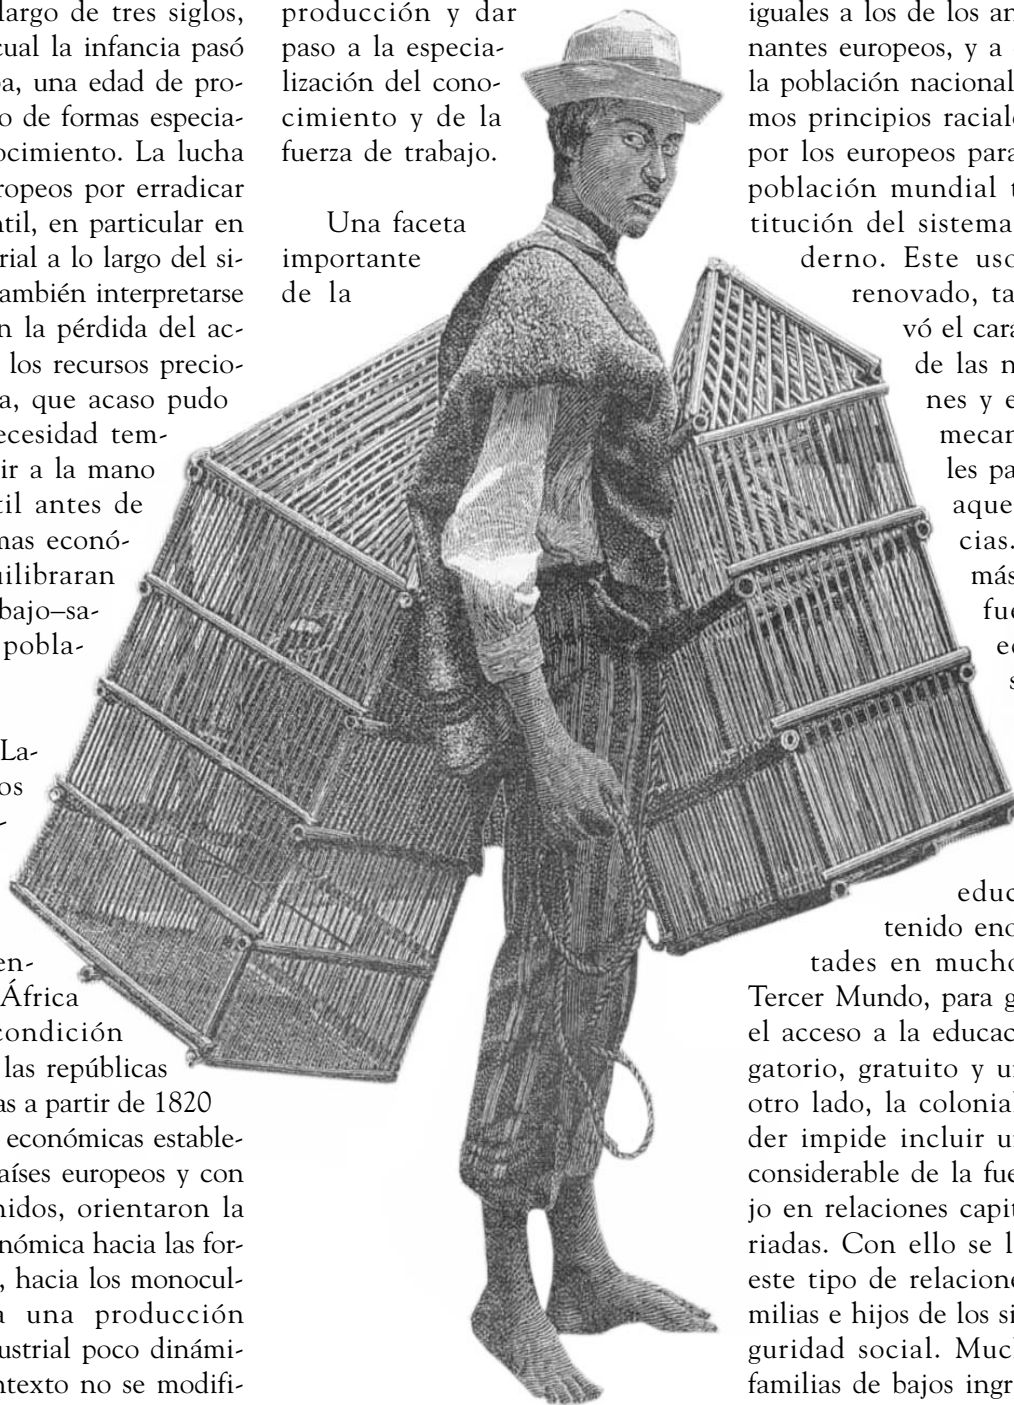 largo de tres siglos,
cual la infancia pasó
pa, una edad de pro-
o de formas especia-
ocimiento. La lucha
ropeos por erradicar
ntil, en particular en
rial a lo largo del si-
también interpretarse
n la pérdida del ac-
los recursos precio-
a, que acaso pudo
ecesidad tem-
ir a la mano
til antes de
mas econó-
uilibraran
bajo–sa-
pobla-
La-
os
-
en-
África
condición
las repúblicas
as a partir de 1820
económicas estable-
aíses europeos y con
nidos, orientaron la
nómica hacia las for-
, hacia los monocul-
a una producción
ustrial poco dinámi-
ntexto no se modifi-
producción y dar
paso a la especia-
lización del cono-
cimiento y de la
fuerza de trabajo.
Una faceta
importante
de la
iguales a los de los an
nantes europeos, y a
la población nacional
mos principios raciale
por los europeos para
población mundial t
titución del sistema
derno. Este uso
renovado, ta
vó el cara
de las n
nes y e
mecan
les pa
aque
cias.
más
fue
ec
s
educ
tenido eno
tades en mucho
Tercer Mundo, para g
el acceso a la educac
gatorio, gratuito y un
otro lado, la colonial
der impide incluir un
considerable de la fue
jo en relaciones capit
riadas. Con ello se l
este tipo de relacione
milias e hijos de los si
guridad social. Much
familias de bajos ingr